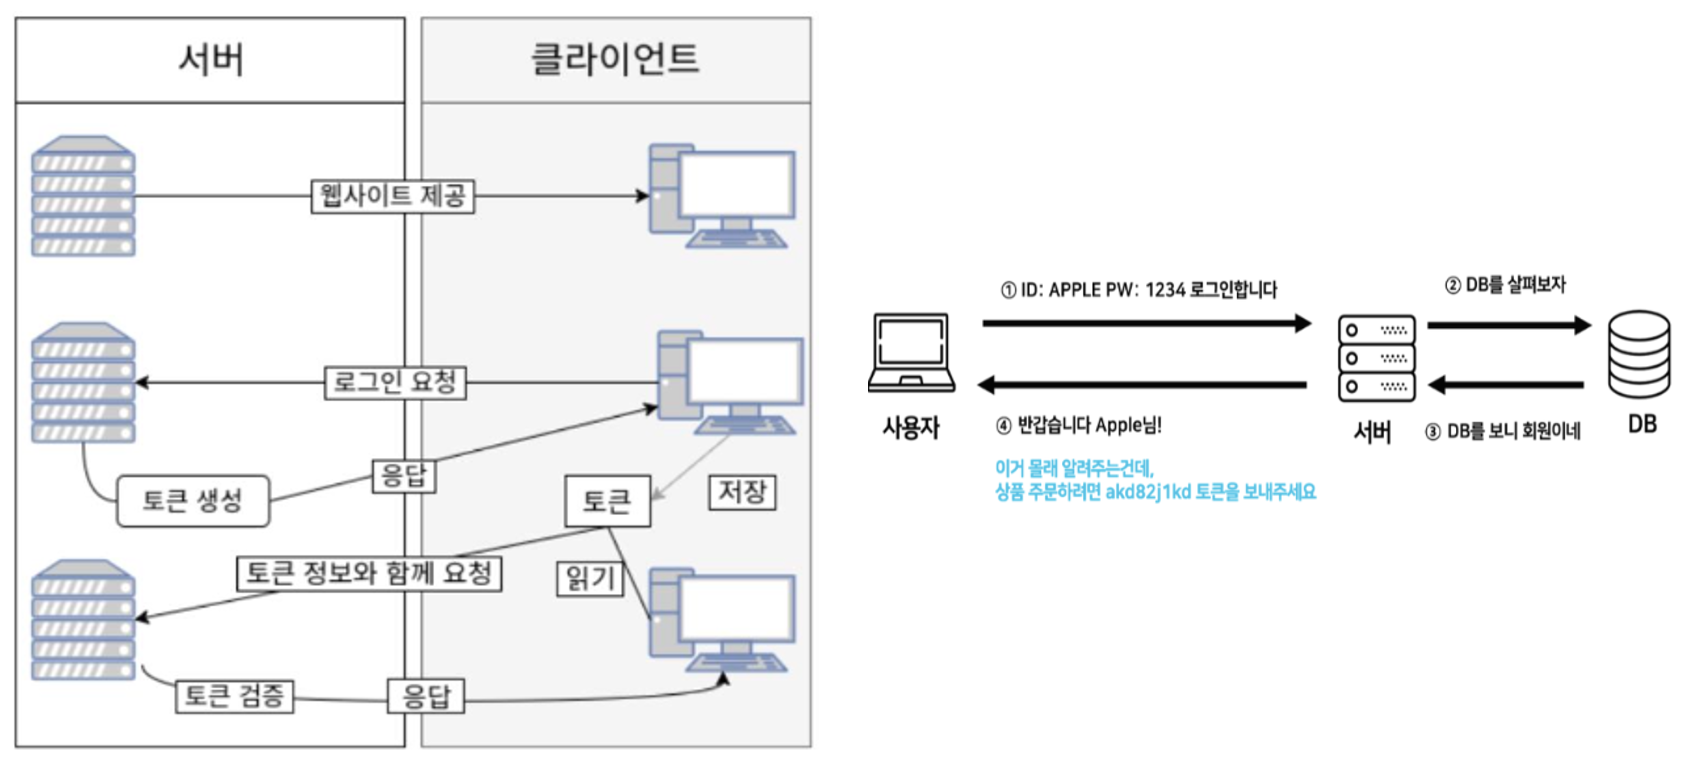 서버
클라이언트
웹사이트 제공
로그인 요청
응답
토큰 생성
토큰
저장
토큰 정보와 함께 요청
읽기
토큰 검증
응답
① ID: APPLE PW: 1234 로그인합니다
② DB를 살펴보자
사용자
서버
DB
④ 반갑습니다 Apple님!
③ DB를 보니 회원이네
이거 몰래 알려주는건데,
상품 주문하려면 akd82j1kd 토큰을 보내주세요